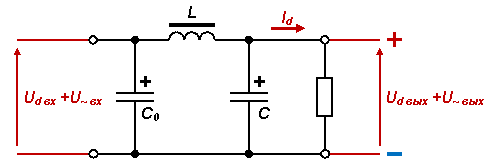 L
I_d
+
U_d вх +U_~ вх
+
C_0
+
C
U_d вых +U_~ вых
−